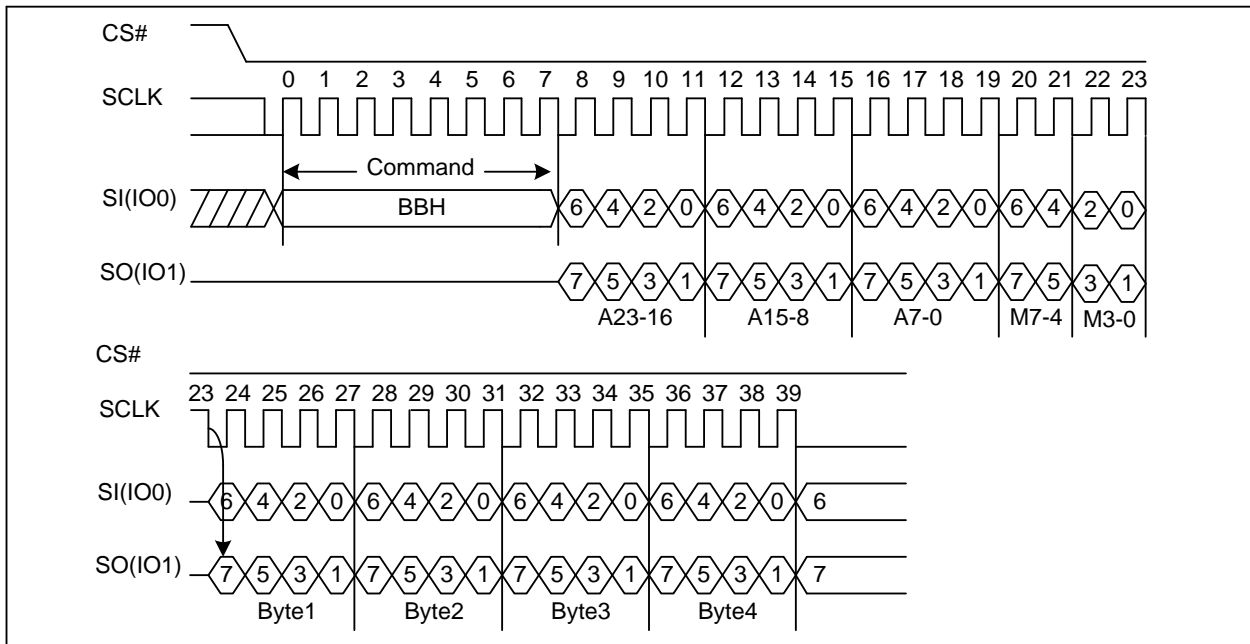 CS#
0 1 2 3 4 5 6 7 8 9 10 11 12 13 14 15 16 17 18 19 20 21 22 23
SCLK
Command
SI(IO0) BBH 6 4 2 0 6 4 2 0 6 4 2 0 6 4 2 0
SO(IO1) 7 5 3 1 7 5 3 1 7 5 3 1 7 5 3 1
A23-16 A15-8 A7-0 M7-4 M3-0
CS#
23 24 25 26 27 28 29 30 31 32 33 34 35 36 37 38 39
SCLK
SI(IO0) 6 4 2 0 6 4 2 0 6 4 2 0 6 4 2 0 6
SO(IO1) 7 5 3 1 7 5 3 1 7 5 3 1 7 5 3 1 7
Byte1 Byte2 Byte3 Byte4